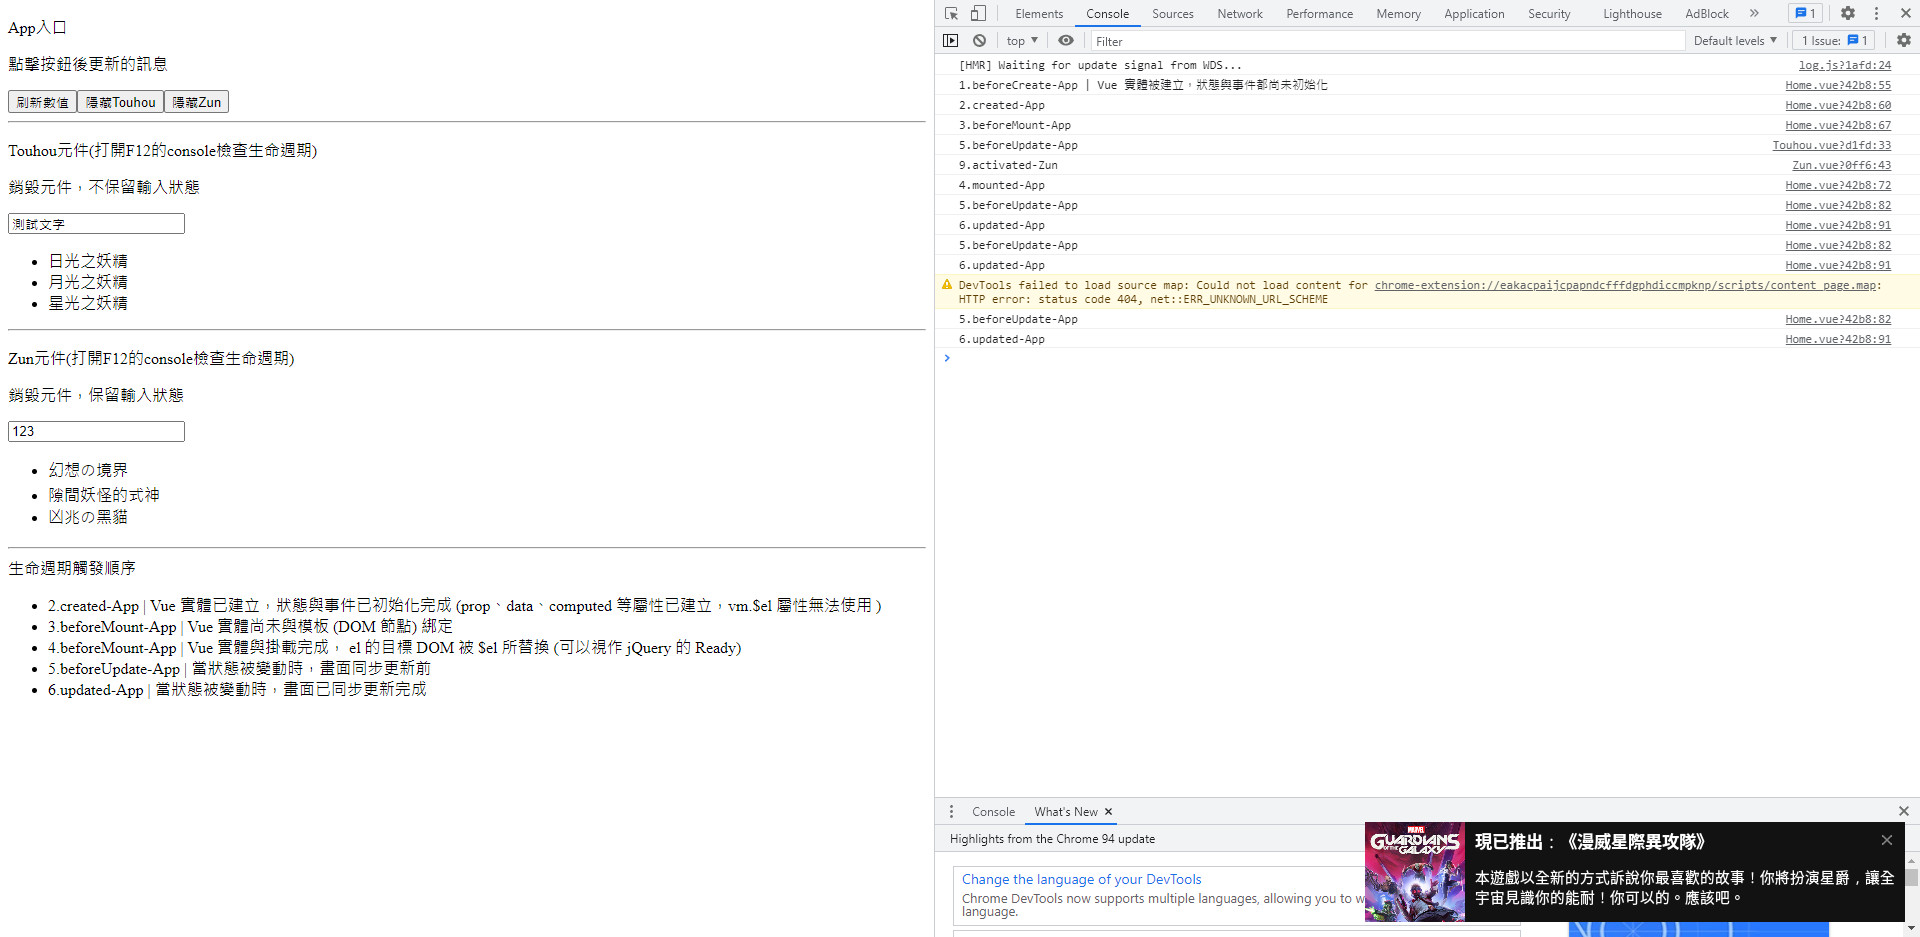 App入口
點擊按鈕後更新的訊息
刷新數值 隱藏Touhou 隱藏Zun
Touhou元件(打開F12的console檢查生命週期)
銷毀元件，不保留輸入狀態
測試文字
日光之妖精
月光之妖精
星光之妖精
Zun元件(打開F12的console檢查生命週期)
銷毀元件，保留輸入狀態
123
幻想の境界
隙間妖怪的式神
凶兆の黑貓
生命週期觸發順序
2.created-App | Vue 實體已建立，狀態與事件已初始化完成 (prop、data、computed 等屬性已建立，vm.$el 屬性無法使用 )
3.beforeMount-App | Vue 實體尚未與模板 (DOM 節點) 綁定
4.beforeMount-App | Vue 實體與掛載完成， el 的目標 DOM 被 $el 所替換 (可以視作 jQuery 的 Ready)
5.beforeUpdate-App | 當狀態被變動時，畫面同步更新前
6.updated-App | 當狀態被變動時，畫面已同步更新完成
Elements Console Sources Network Performance Memory Application Security Lighthouse AdBlock » 1
top Filter Default levels 1 Issue: 1
[HMR] Waiting for update signal from WDS... log.js?1afd:24
1.beforeCreate-App | Vue 實體被建立，狀態與事件都尚未初始化 Home.vue?42b8:55
2.created-App Home.vue?42b8:60
3.beforeMount-App Home.vue?42b8:67
5.beforeUpdate-App Touhou.vue?d1fd:33
9.activated-Zun Zun.vue?0ff6:43
4.mounted-App Home.vue?42b8:72
5.beforeUpdate-App Home.vue?42b8:82
6.updated-App Home.vue?42b8:91
5.beforeUpdate-App Home.vue?42b8:82
6.updated-App Home.vue?42b8:91
DevTools failed to load source map: Could not load content for chrome-extension://eakacpaijcpapndcfffdgphdiccmpknp/scripts/content_page.map:
HTTP error: status code 404, net::ERR_UNKNOWN_URL_SCHEME
5.beforeUpdate-App Home.vue?42b8:82
6.updated-App Home.vue?42b8:91
Console What's New
Highlights from the Chrome 94 update
Change the language of your DevTools
Chrome DevTools now supports multiple languages, allowing you to w
language.
MARVEL
GUARDIANS
OF THE GALAXY
現已推出：《漫威星際異攻隊》
本遊戲以全新的方式訴說你最喜歡的故事！你將扮演星爵，讓全
宇宙見識你的能耐！你可以的。應該吧。